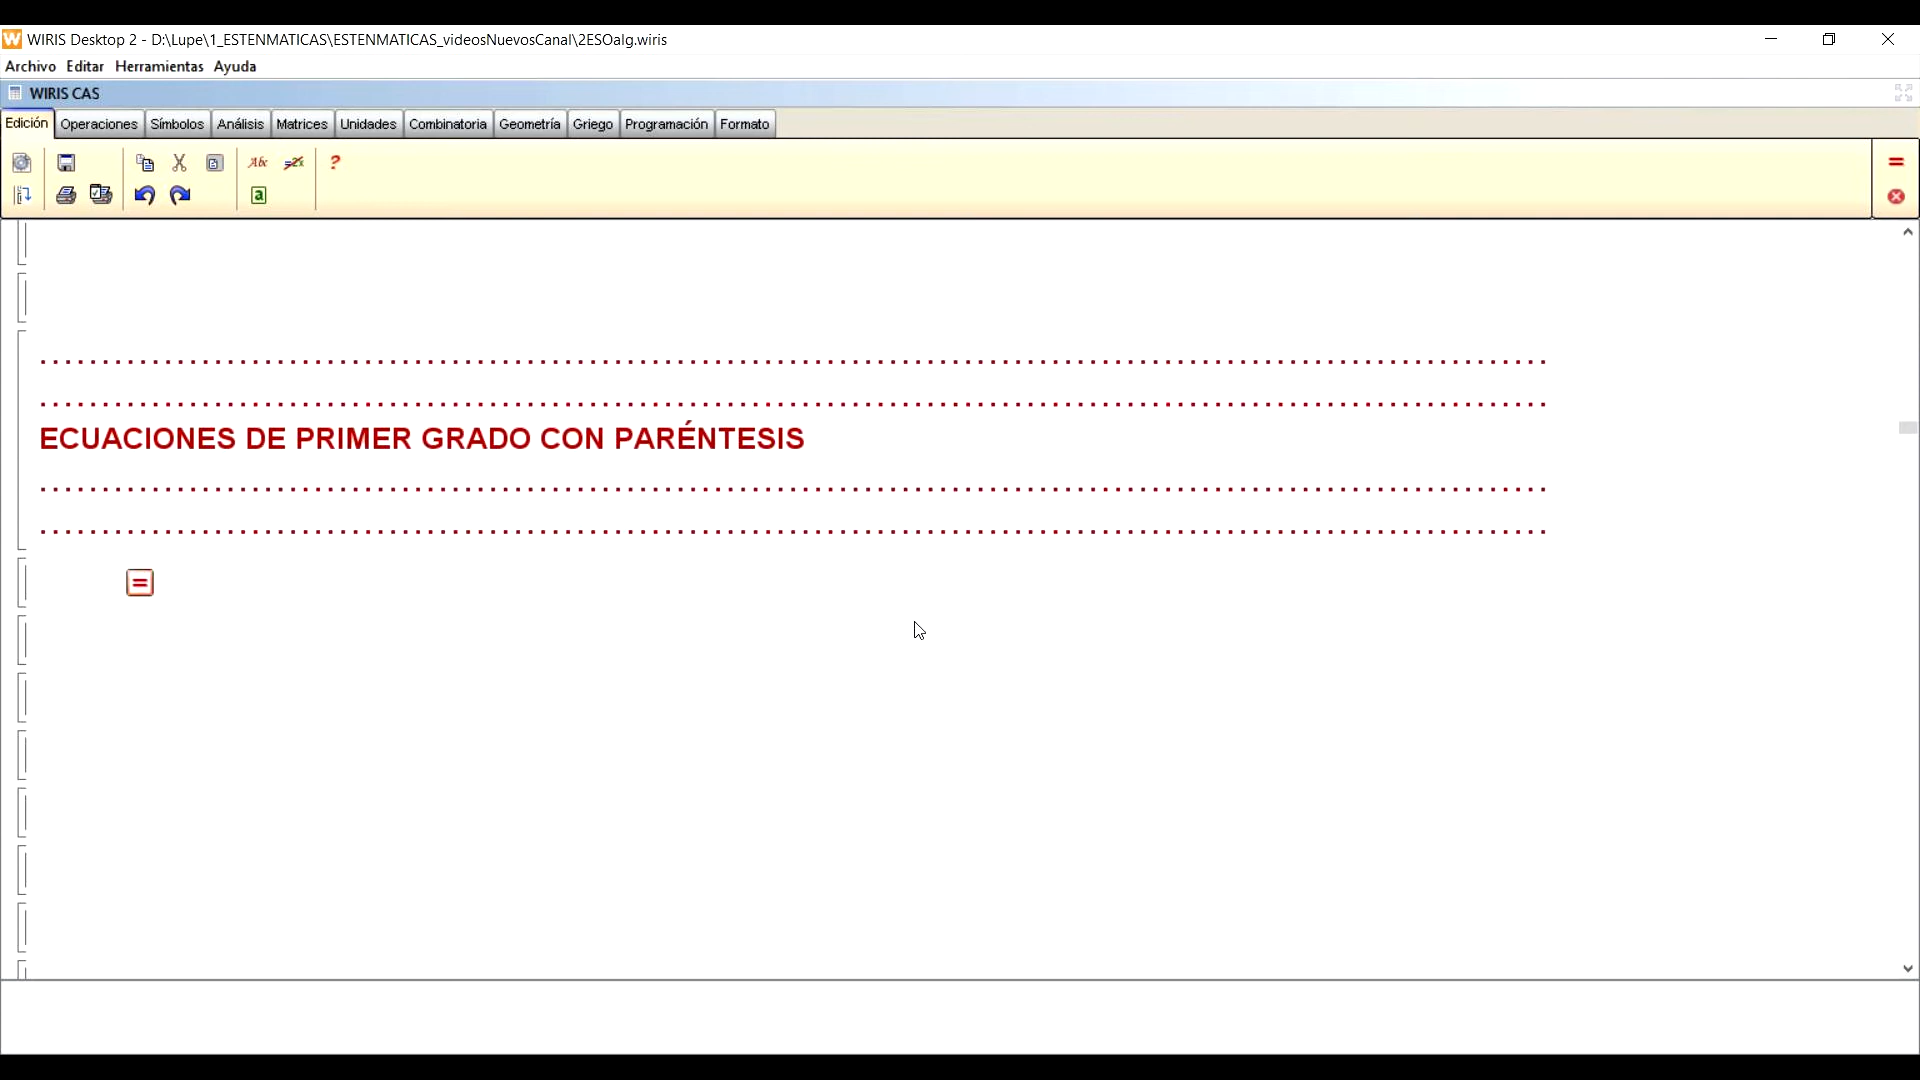 WIRIS Desktop 2 - D:\Lupe\1_ESTENMATICAS\ESTENMATICAS_videosNuevosCanal\2ESOalg.wiris
Archivo Editar Herramientas Ayuda
WIRIS CAS
Edición Operaciones Símbolos Análisis Matrices Unidades Combinatoria Geometría Griego Programación Formato
ECUACIONES DE PRIMER GRADO CON PARÉNTESIS